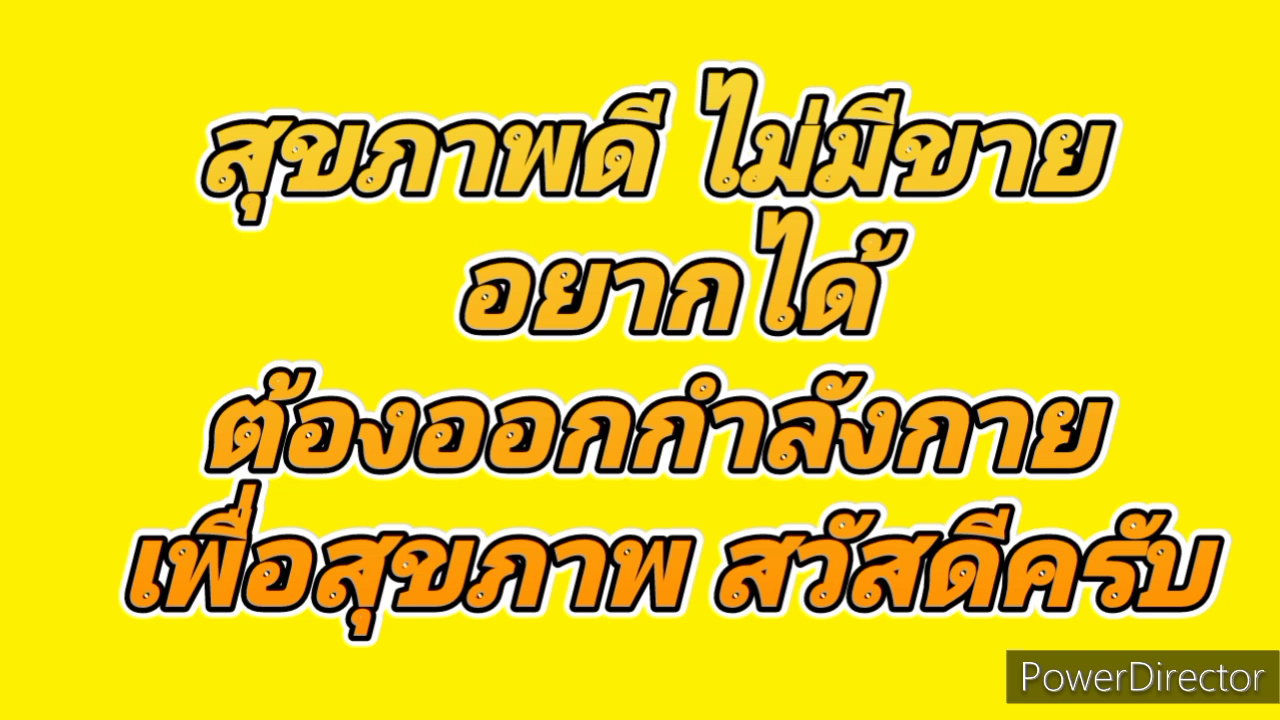 สุขภาพดี ไม่มีขาย
อยากได้
ต้องออกกำลังกาย
เพื่อสุขภาพ สวัสดีครับ
PowerDirector